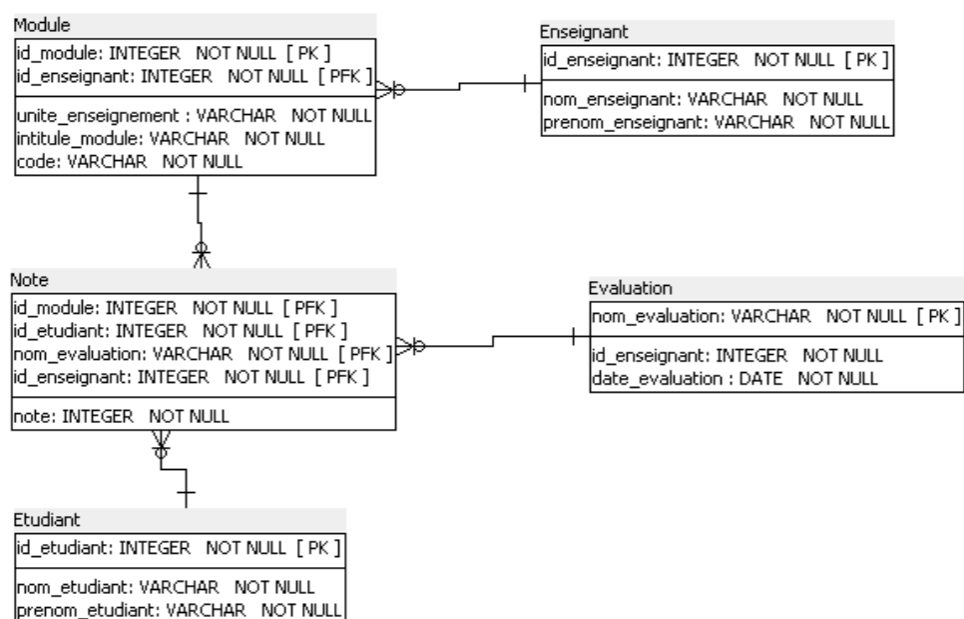 Module
id_module: INTEGER NOT NULL [ PK ]
id_enseignant: INTEGER NOT NULL [ PFK ]
unite_enseignement : VARCHAR NOT NULL
intitule_module: VARCHAR NOT NULL
code: VARCHAR NOT NULL
Enseignant
id_enseignant: INTEGER NOT NULL [ PK ]
nom_enseignant: VARCHAR NOT NULL
prenom_enseignant: VARCHAR NOT NULL
Note
id_module: INTEGER NOT NULL [ PFK ]
id_etudiant: INTEGER NOT NULL [ PFK ]
nom_evaluation: VARCHAR NOT NULL [ PFK ]
id_enseignant: INTEGER NOT NULL [ PFK ]
note: INTEGER NOT NULL
Evaluation
nom_evaluation: VARCHAR NOT NULL [ PK ]
id_enseignant: INTEGER NOT NULL
date_evaluation : DATE NOT NULL
Etudiant
id_etudiant: INTEGER NOT NULL [ PK ]
nom_etudiant: VARCHAR NOT NULL
prenom_etudiant: VARCHAR NOT NULL